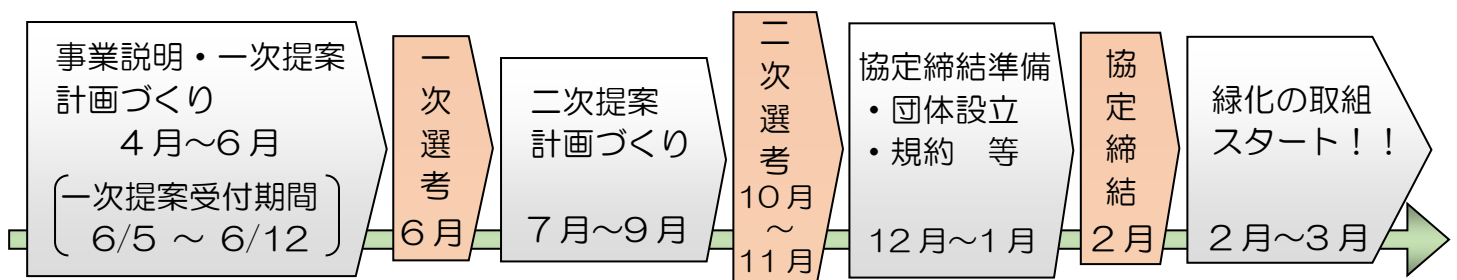 事業説明・一次提案
計画づくり
４月～６月
一次提案受付期間
6/5 ～ 6/12
一次選考
６月
二次提案
計画づくり
７月～９月
二次選考
10月
～
11月
協定締結準備
・団体設立
・規約　等
12月～1月
協定締結
２月
緑化の取組
スタート！！
２月～３月